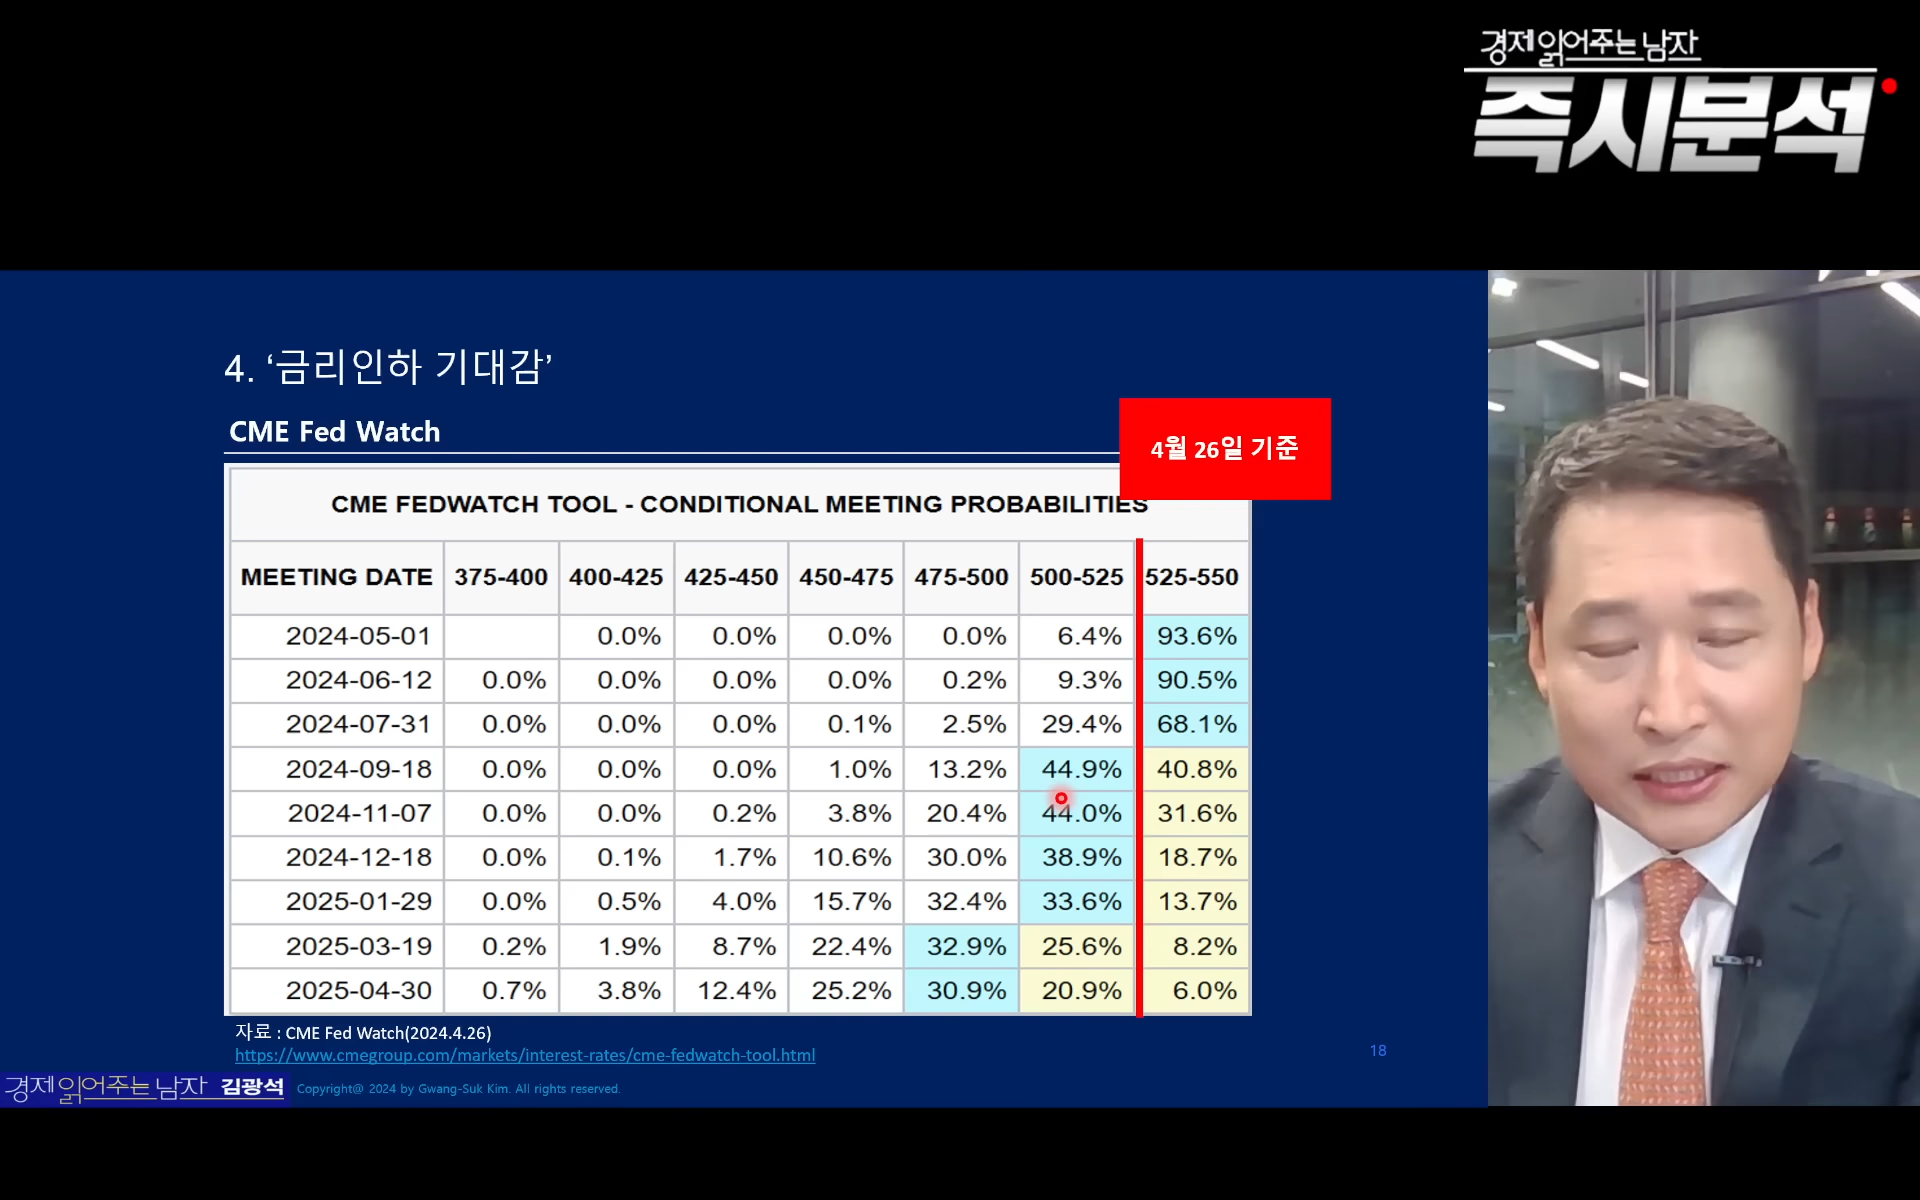 경제 읽어주는 남자
즉시분석
4. ‘금리인하 기대감’
CME Fed Watch
4월 26일 기준
CME FEDWATCH TOOL - CONDITIONAL MEETING PROBABILITIES
MEETING DATE 375-400 400-425 425-450 450-475 475-500 500-525 525-550
2024-05-01 0.0% 0.0% 0.0% 0.0% 6.4% 93.6%
2024-06-12 0.0% 0.0% 0.0% 0.0% 0.2% 9.3% 90.5%
2024-07-31 0.0% 0.0% 0.0% 0.1% 2.5% 29.4% 68.1%
2024-09-18 0.0% 0.0% 0.0% 1.0% 13.2% 44.9% 40.8%
2024-11-07 0.0% 0.0% 0.2% 3.8% 20.4% 44.0% 31.6%
2024-12-18 0.0% 0.1% 1.7% 10.6% 30.0% 38.9% 18.7%
2025-01-29 0.0% 0.5% 4.0% 15.7% 32.4% 33.6% 13.7%
2025-03-19 0.2% 1.9% 8.7% 22.4% 32.9% 25.6% 8.2%
2025-04-30 0.7% 3.8% 12.4% 25.2% 30.9% 20.9% 6.0%
자료 : CME Fed Watch(2024.4.26)
https://www.cmegroup.com/markets/interest-rates/cme-fedwatch-tool.html
18
경제 읽어주는 남자 김광석 Copyright@ 2024 by Gwang-Suk Kim. All rights reserved.